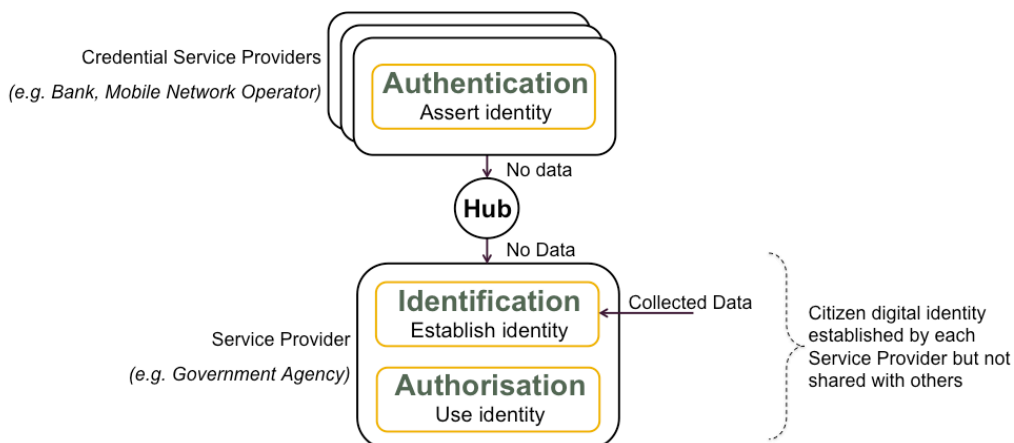 Credential Service Providers
(e.g. Bank, Mobile Network Operator)
Authentication
Assert identity
No data
Hub
No Data
Identification
Establish identity
Collected Data
Service Provider
(e.g. Government Agency)
Authorisation
Use identity
Citizen digital identity
established by each
Service Provider but not
shared with others